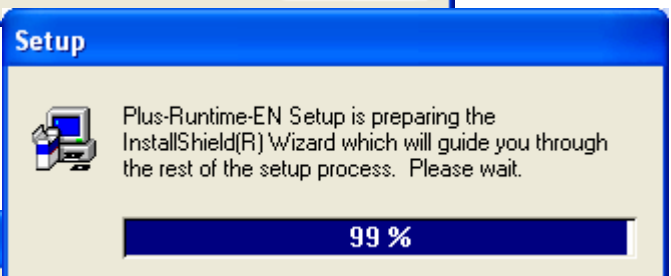 Setup
Plus-Runtime-EN Setup is preparing the
InstallShield(R) Wizard which will guide you through
the rest of the setup process.  Please wait.
99 %